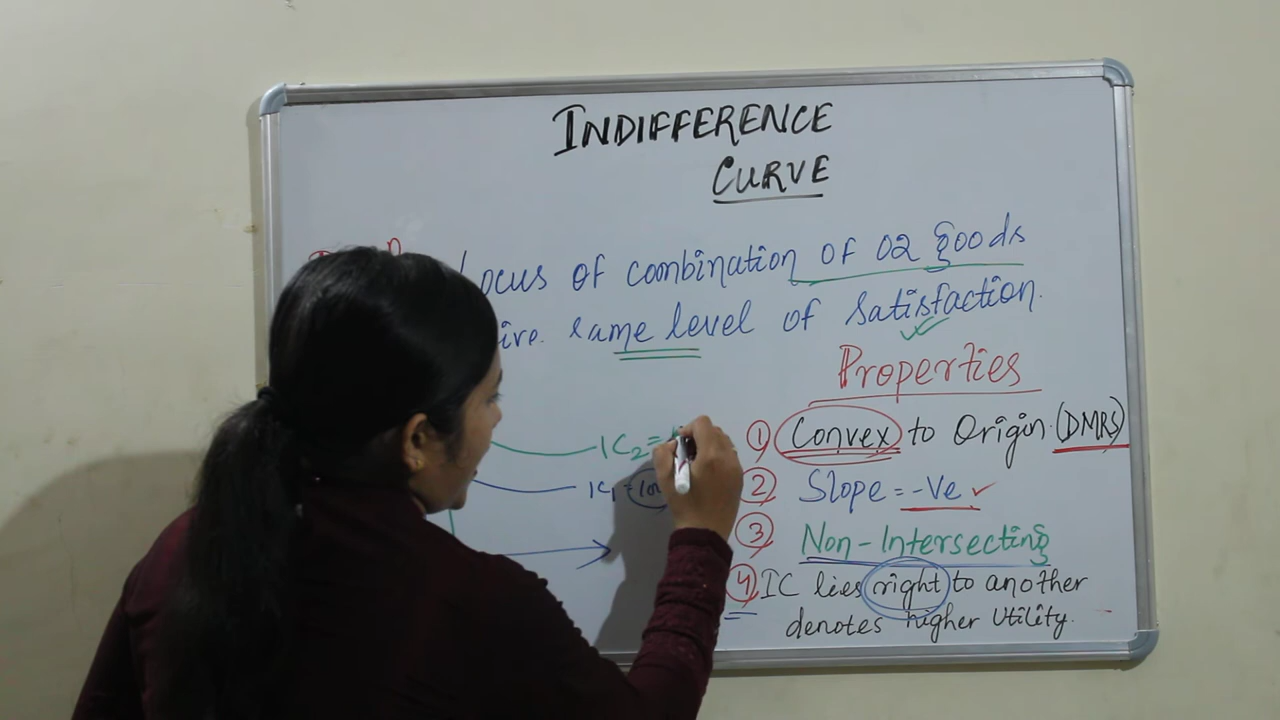 INDIFFERENCE
CURVE
Locus of combination of 02 goods
same level of satisfaction.
Properties
IC2 =
IC1 =
① Convex to Origin (DMRS)
② Slope = -Ve ✓
③ Non-Intersecting
④ IC lies right to another
denotes higher Utility.